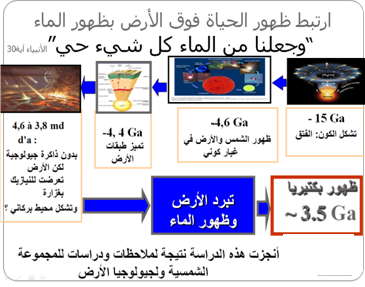 ارتبط ظهور الحياة فوق الأرض بظهور الماء
“وجعلنا من الماء كل شيء حي” الأنبياء آية30
- 15 Ga
تشكل الكون: الفتق
-4,6 Ga
ظهور الشمس والأرض في
غبار كوني
-4, 4 Ga
تميز طبقات
الأرض
4,6 à 3,8 md
d'a :
بدون ذاكرة جيولوجية
لكن الأرض
تعرضت للنيازيك
بغزارة
وتشكل محيط بركاني ؟
تبرد الأرض
وظهور الماء
ظهور بكتيريا
~ 3.5 Ga
أنجزت هذه الدراسة نتيجة لملاحظات ودراسات للمجموعة
الشمسية ولجيولوجيا الأرض